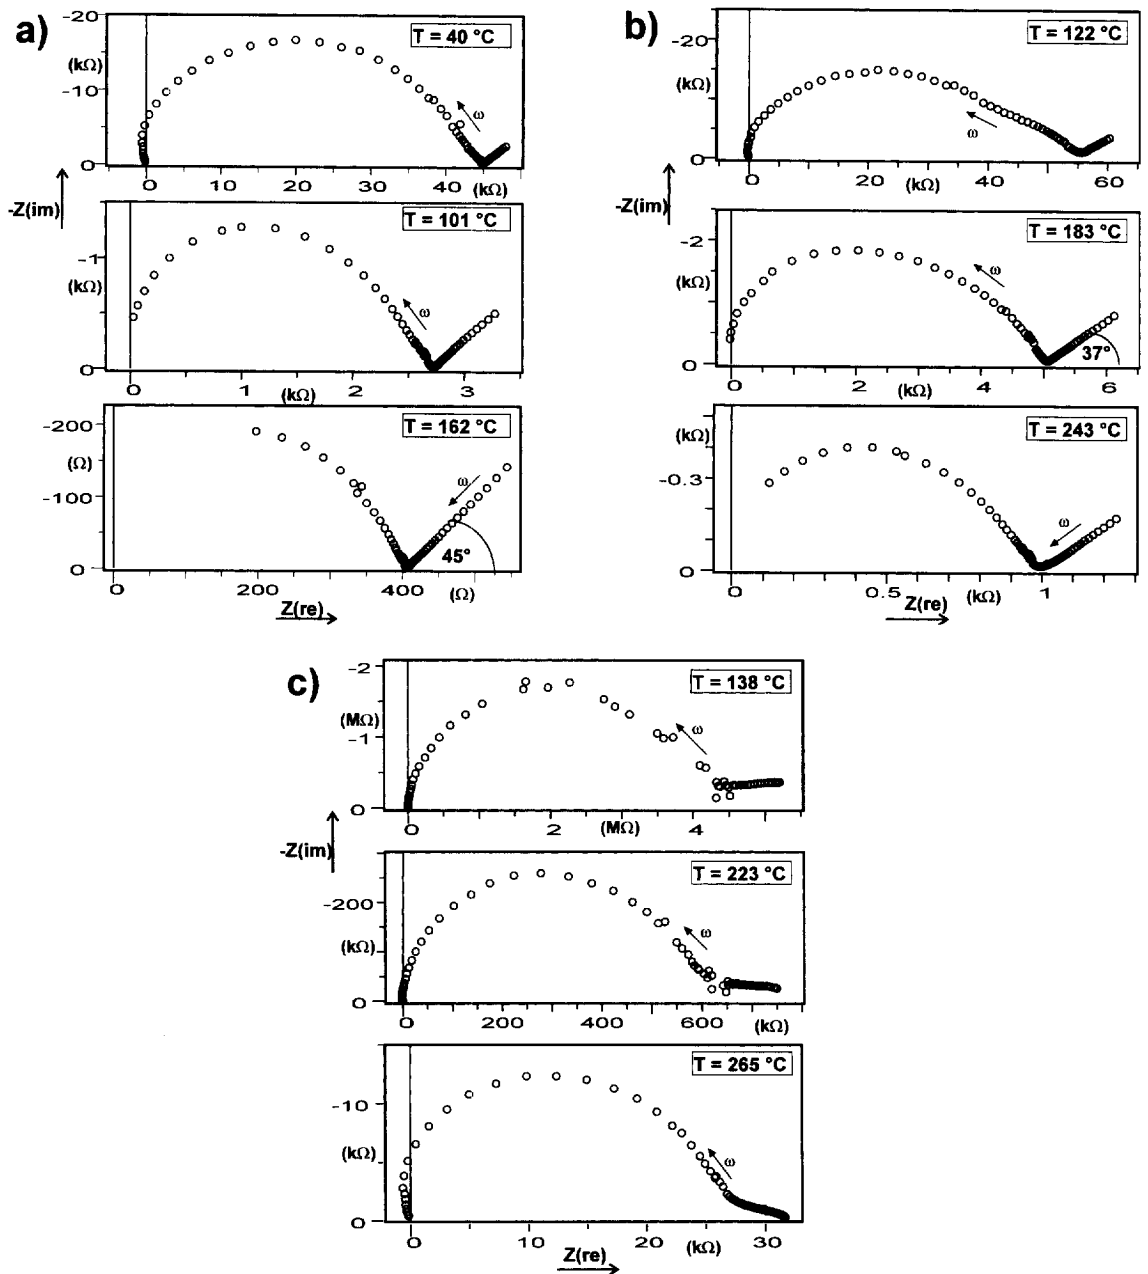 a)
-20
T = 40 °C
(kΩ)
-10
ω
0
0 10 20 30 40 (kΩ)
-Z(im)
T = 101 °C
-1
(kΩ)
ω
0
0 1 2 3
(kΩ)
-200
T = 162 °C
(Ω)
ω
-100
45°
0
0 200 400 (Ω)
Z(re)
b)
T = 122 °C
-20
(kΩ)
ω
0
0 20 40 60
(kΩ)
-Z(im)
T = 183 °C
-2
(kΩ)
ω
37°
0
0 2 4 6
(kΩ)
T = 243 °C
(kΩ)
-0.3
ω
0
0 0.5 1
Z(re) (kΩ)
c)
-2
T = 138 °C
(MΩ)
ω
-1
0
0 2 4
(MΩ)
-Z(im)
T = 223 °C
-200
ω
(kΩ)
0
0 200 400 600 (kΩ)
T = 265 °C
-10
(kΩ)
ω
0
0 10 20 30
Z(re) (kΩ)